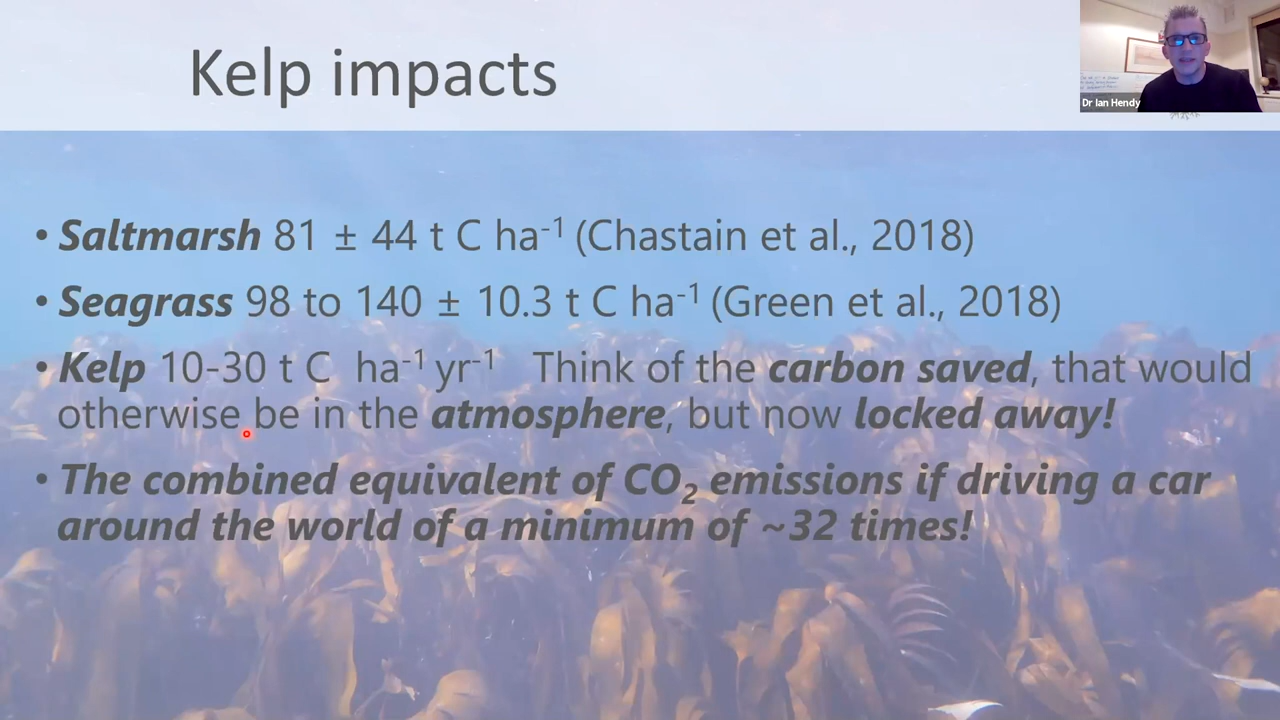 Kelp impacts
Dr Ian Hendy
• Saltmarsh 81 ± 44 t C ha⁻¹ (Chastain et al., 2018)
• Seagrass 98 to 140 ± 10.3 t C ha⁻¹ (Green et al., 2018)
• Kelp 10-30 t C ha⁻¹ yr⁻¹ Think of the carbon saved, that would
otherwise be in the atmosphere, but now locked away!
• The combined equivalent of CO₂ emissions if driving a car
around the world of a minimum of ~32 times!